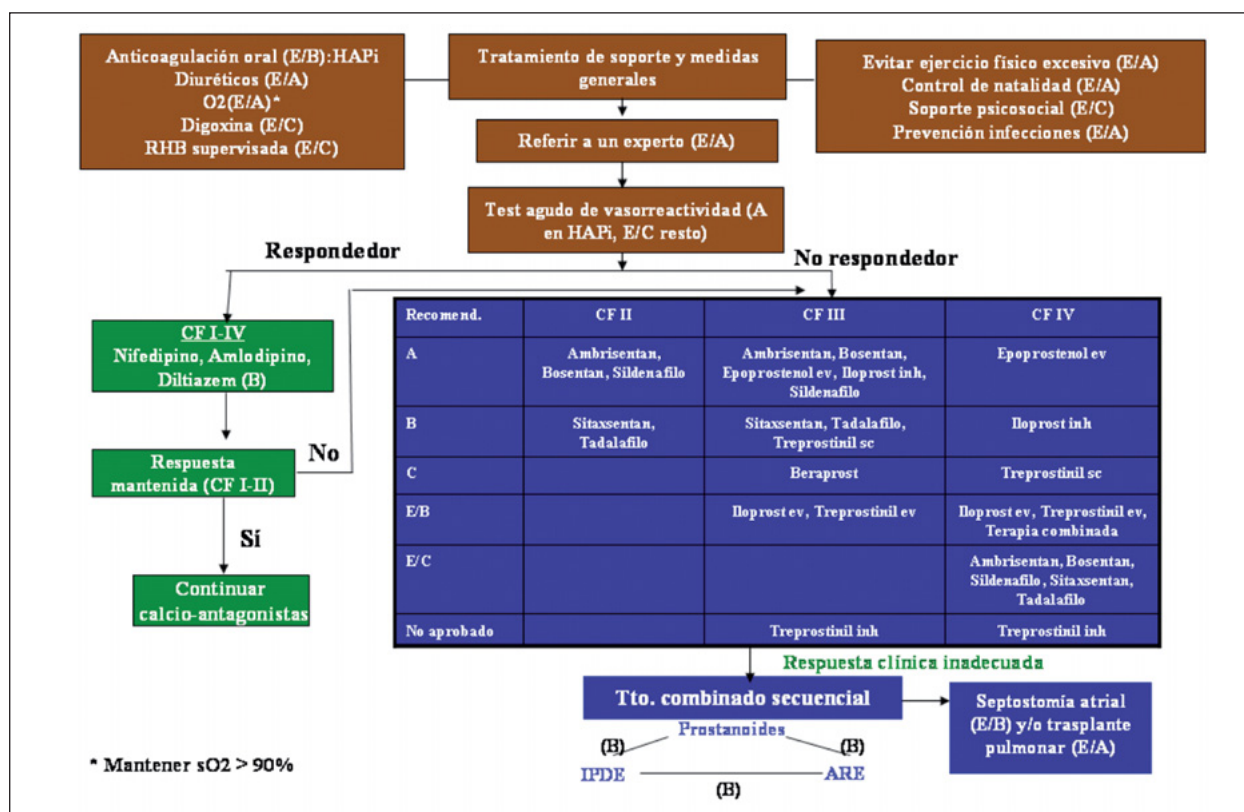 Anticoagulación oral (E/B):HAPi
Diuréticos (E/A)
O2(E/A)*
Digoxina (E/C)
RHB supervisada (E/C)
Tratamiento de soporte y medidas
generales
Evitar ejercicio físico excesivo (E/A)
Control de natalidad (E/A)
Soporte psicosocial (E/C)
Prevención infecciones (E/A)
Referir a un experto (E/A)
Test agudo de vasorreactividad (A
en HAPi, E/C resto)
Respondedor
No respondedor
CF I-IV
Nifedipino, Amlodipino,
Diltiazem (B)
Respuesta
mantenida (CF I-II)
No
Sí
Continuar
calcio-antagonistas
Recomend.
CF II
CF III
CF IV
A
Ambrisentan,
Bosentan, Sildenafilo
Ambrisentan, Bosentan,
Epoprostenol ev, Iloprost inh,
Sildenafilo
Epoprostenol ev
B
Sitaxsentan,
Tadalafilo
Sitaxsentan, Tadalafilo,
Treprostinil sc
Iloprost inh
C
Beraprost
Treprostinil sc
E/B
Iloprost ev, Treprostinil ev
Iloprost ev, Treprostinil ev,
Terapia combinada
E/C
Ambrisentan, Bosentan,
Sildenafilo, Sitaxsentan,
Tadalafilo
No aprobado
Treprostinil inh
Treprostinil inh
Respuesta clínica inadecuada
Tto. combinado secuencial
Septostomía atrial
(E/B) y/o trasplante
pulmonar (E/A)
Prostanoides
(B)
(B)
IPDE
ARE
(B)
* Mantener sO2 > 90%